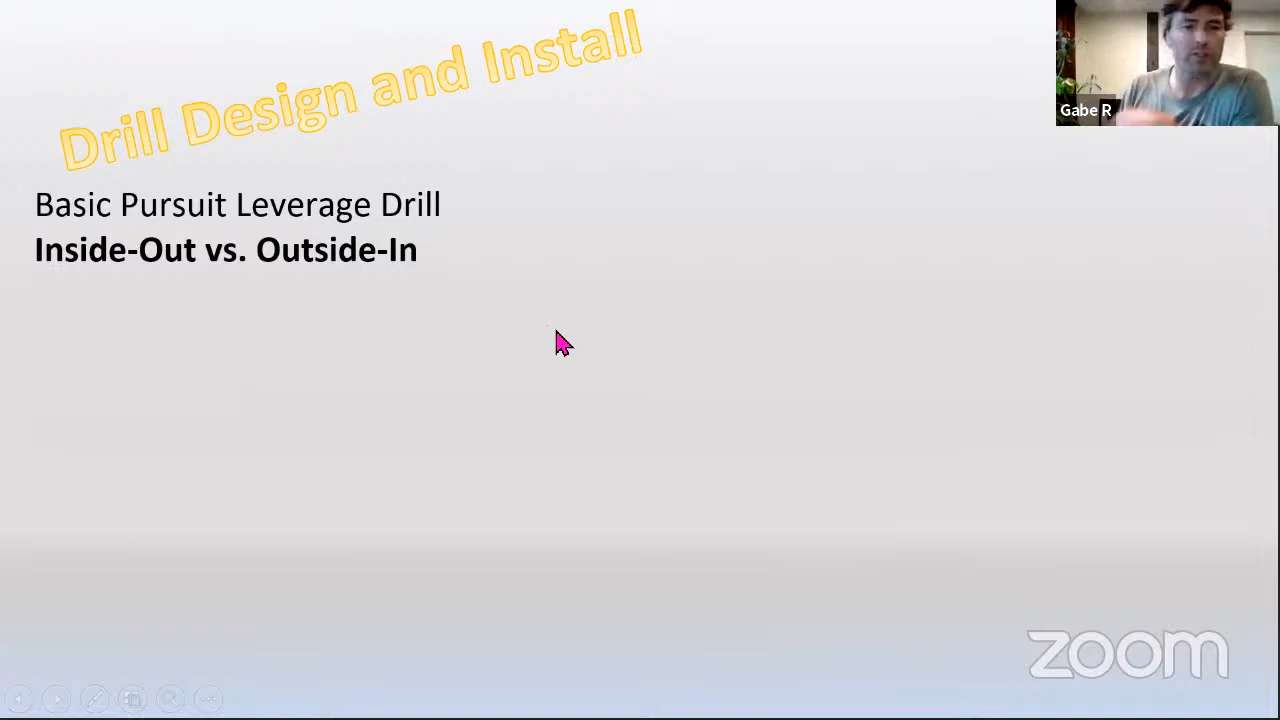 Drill Design and Install
Gabe R
Basic Pursuit Leverage Drill
Inside-Out vs. Outside-In
zoom